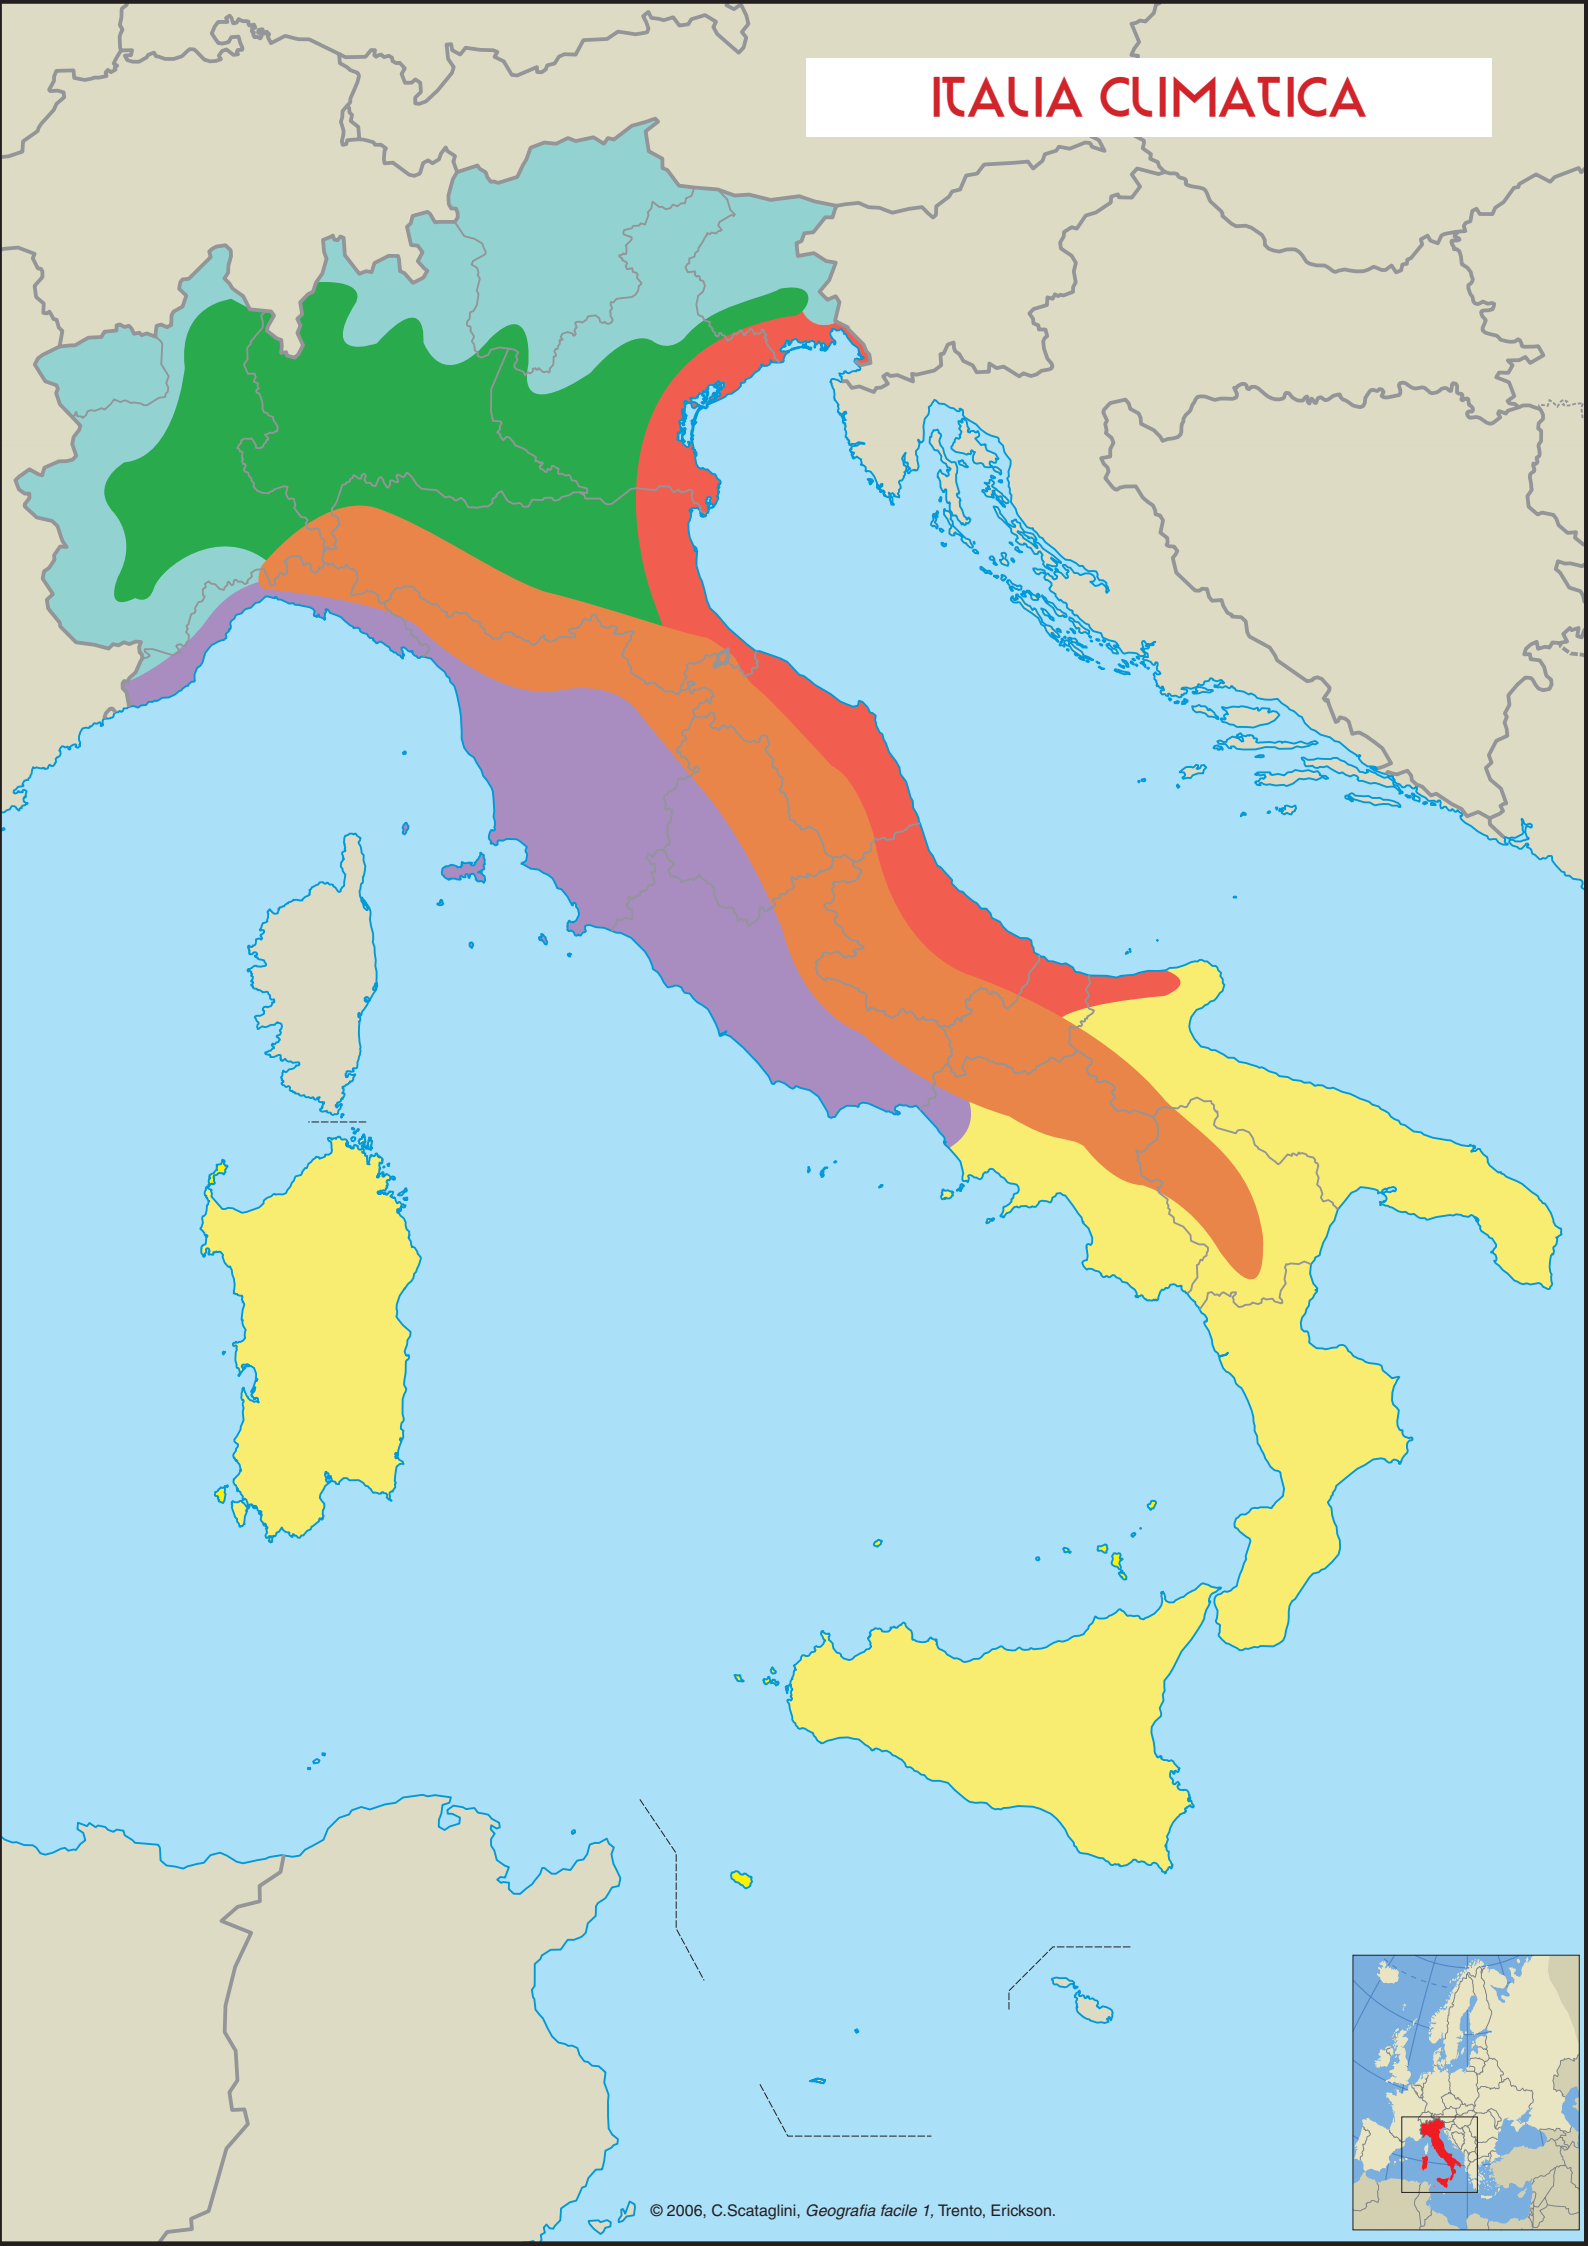 ITALIA CLIMATICA
© 2006, C.Scataglini, Geografia facile 1, Trento, Erickson.